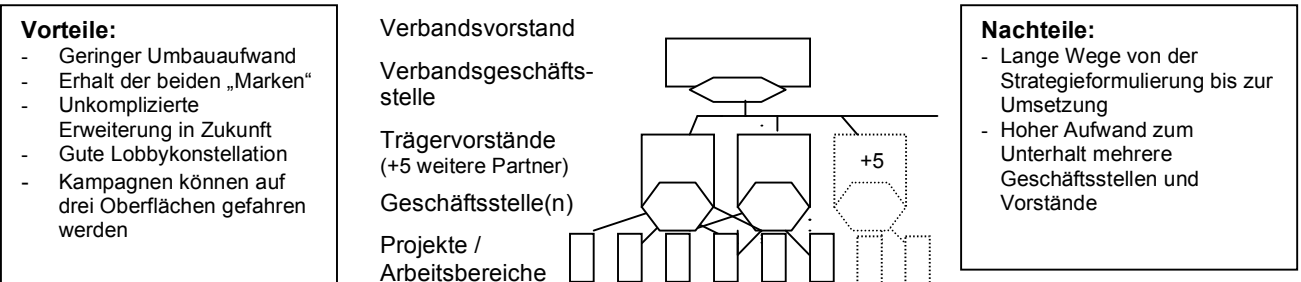 Vorteile:
- Geringer Umbauaufwand
- Erhalt der beiden „Marken“
- Unkomplizierte
Erweiterung in Zukunft
- Gute Lobbykonstellation
- Kampagnen können auf
drei Oberflächen gefahren
werden
Verbandsvorstand
Verbandsgeschäfts-
stelle
Trägervorstände
(+5 weitere Partner)
Geschäftsstelle(n)
Projekte /
Arbeitsbereiche
+5
Nachteile:
- Lange Wege von der
Strategieformulierung bis zur
Umsetzung
- Hoher Aufwand zum
Unterhalt mehrere
Geschäftsstellen und
Vorstände